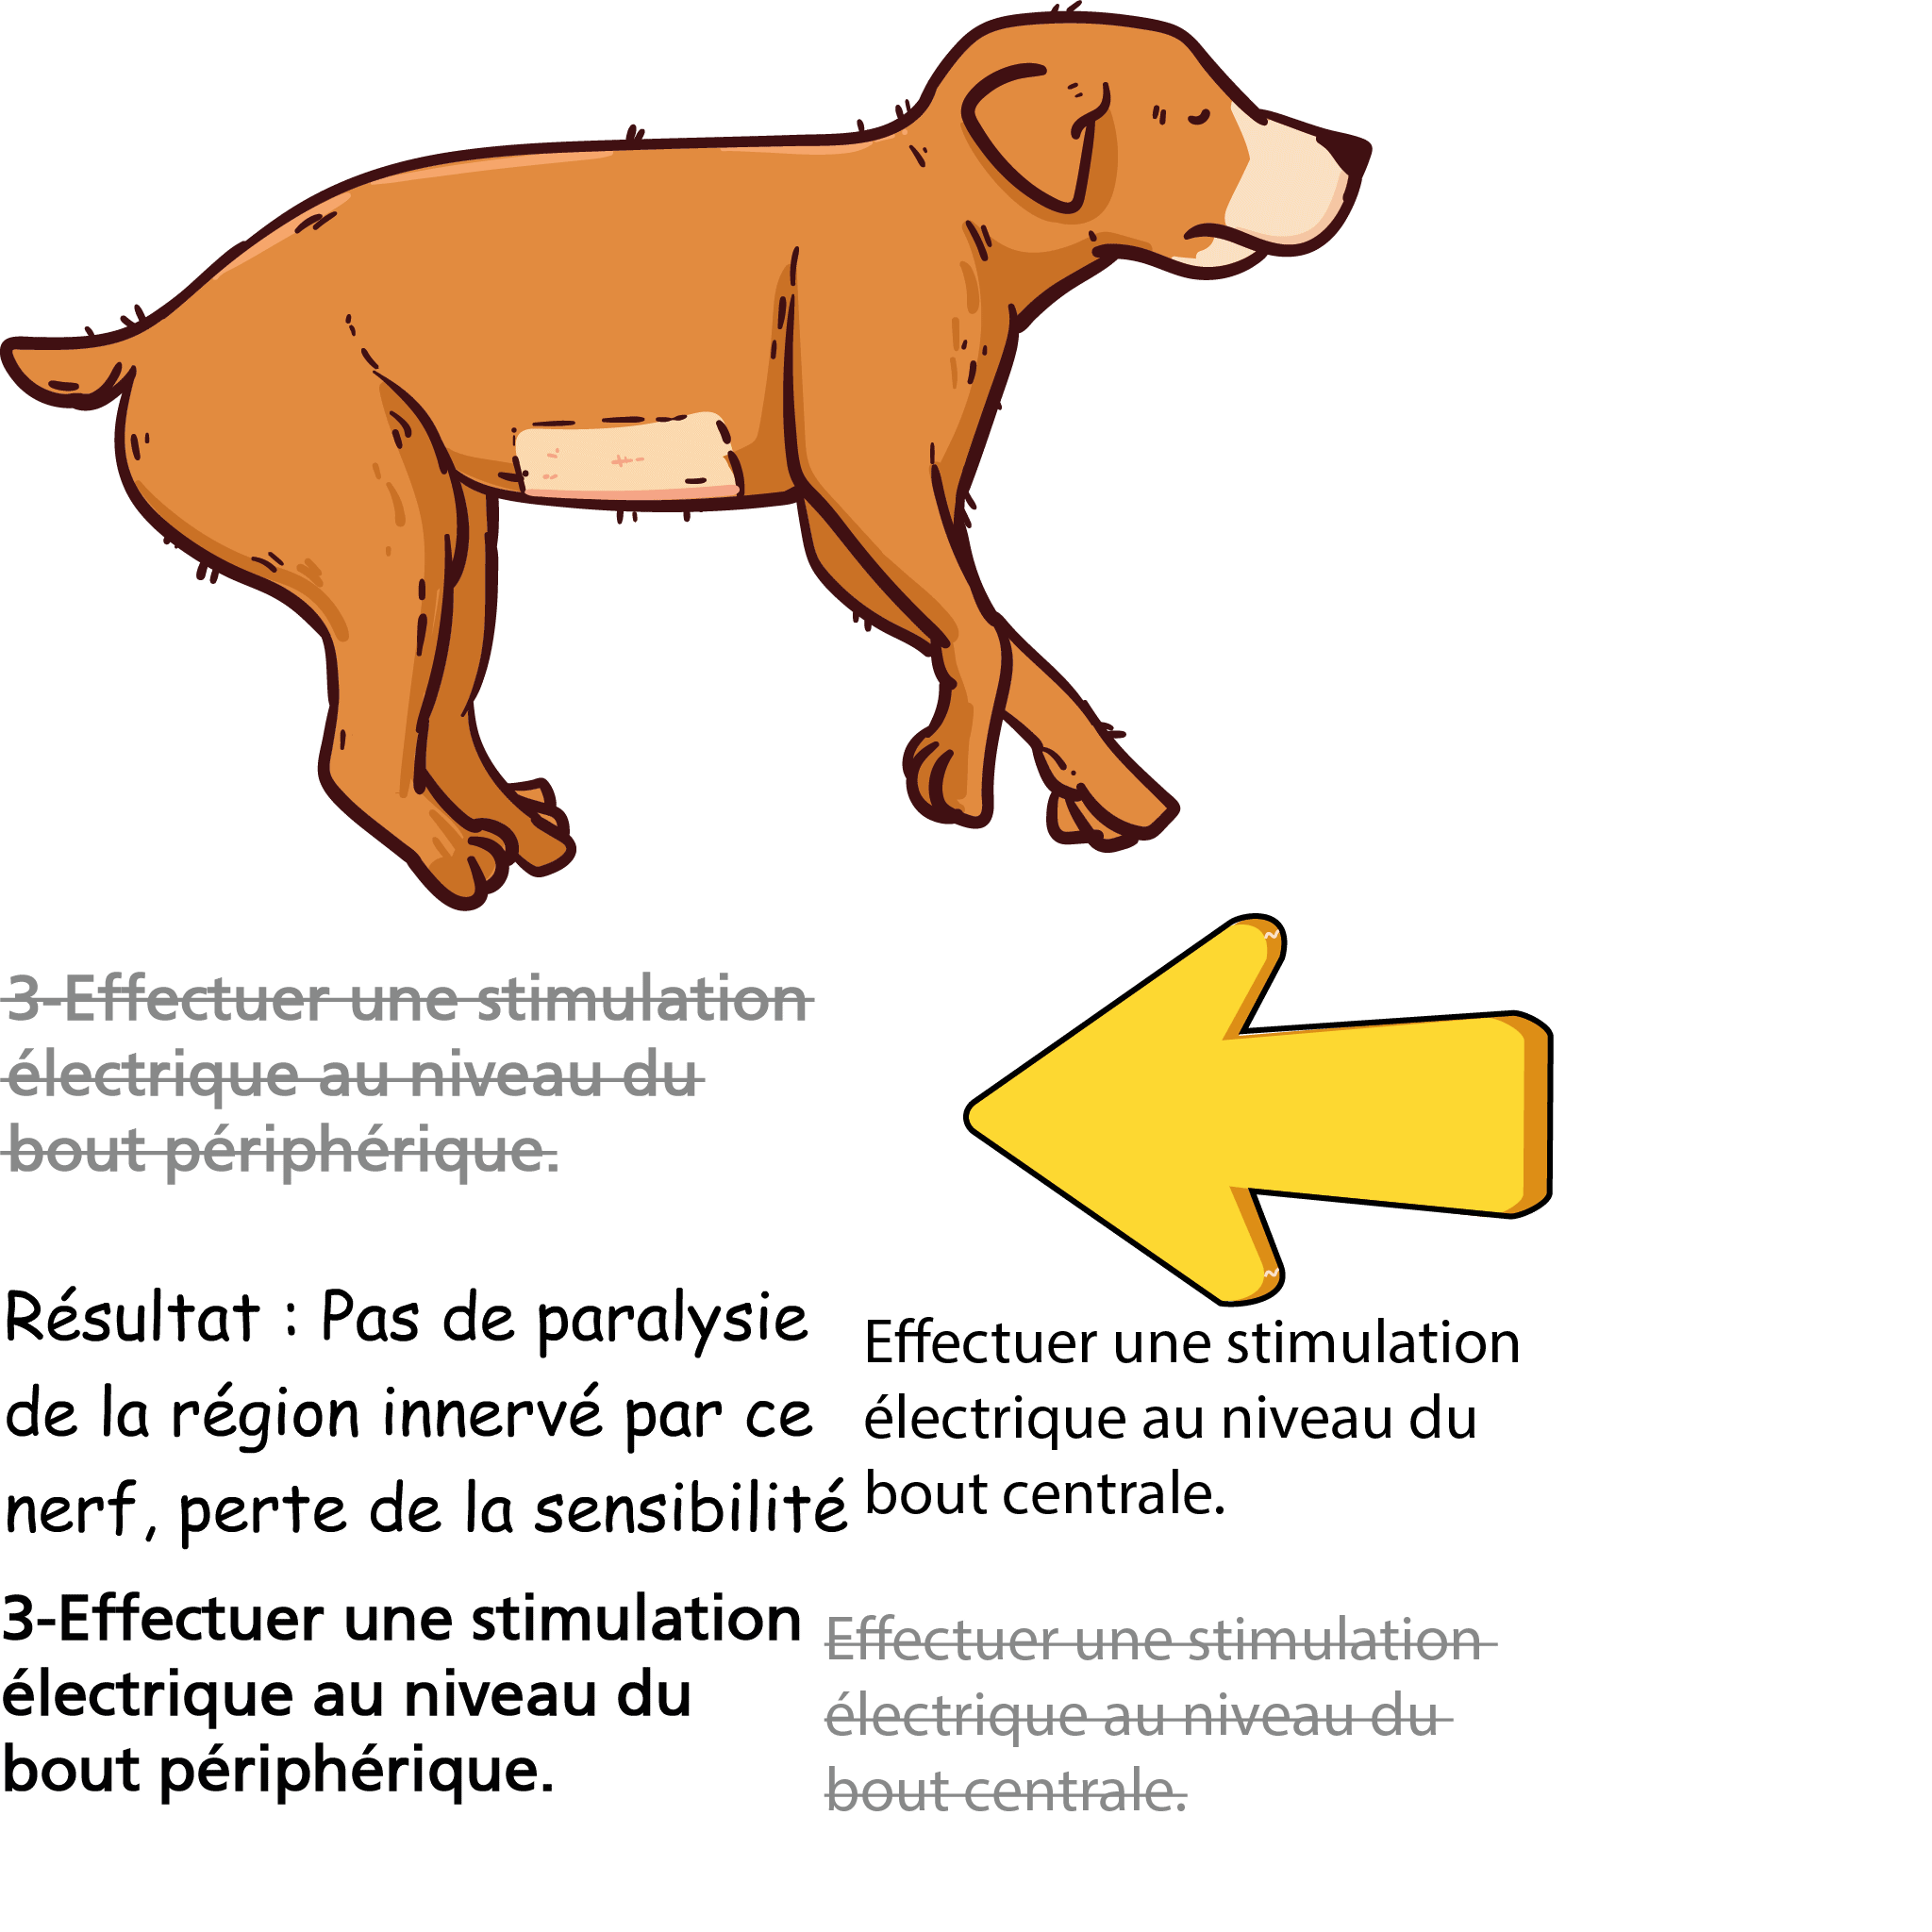 3-Effectuer une stimulation
électrique au niveau du
bout périphérique.
Résultat : Pas de paralysie
de la région innervé par ce
nerf, perte de la sensibilité
Effectuer une stimulation
électrique au niveau du
bout centrale.
3-Effectuer une stimulation
électrique au niveau du
bout périphérique.
Effectuer une stimulation
électrique au niveau du
bout centrale.